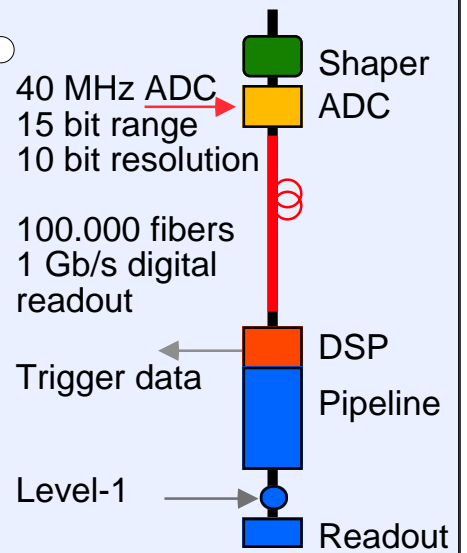 Shaper
40 MHz ADC
ADC
15 bit range
10 bit resolution
100.000 fibers
1 Gb/s digital
readout
DSP
Trigger data
Pipeline
Level-1
Readout